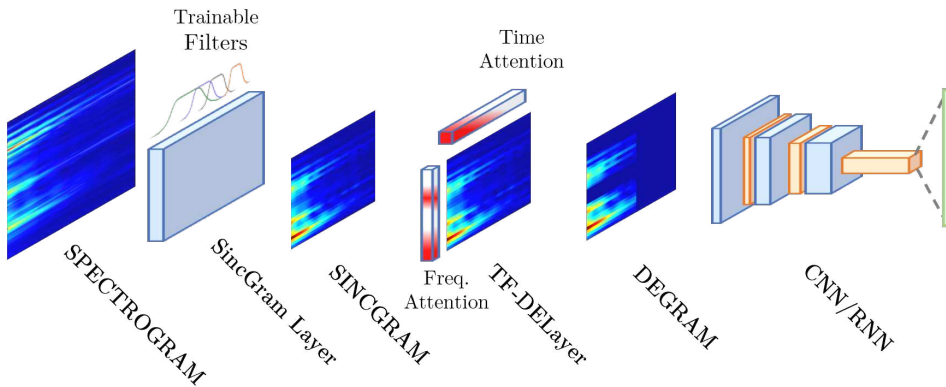 Trainable
Filters
Time
Attention
Freq.
Attention
SPECTROGRAM
SincGram Layer
SINCGRAM
TF-DELayer
DEGRAM
CNN/RNN